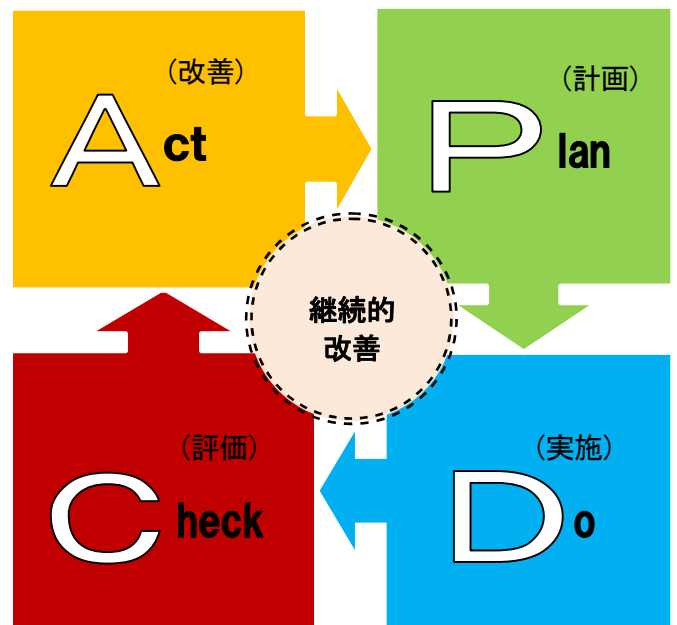 (改善)
Act
(計画)
Plan
継続的
改善
(評価)
Check
(実施)
Do